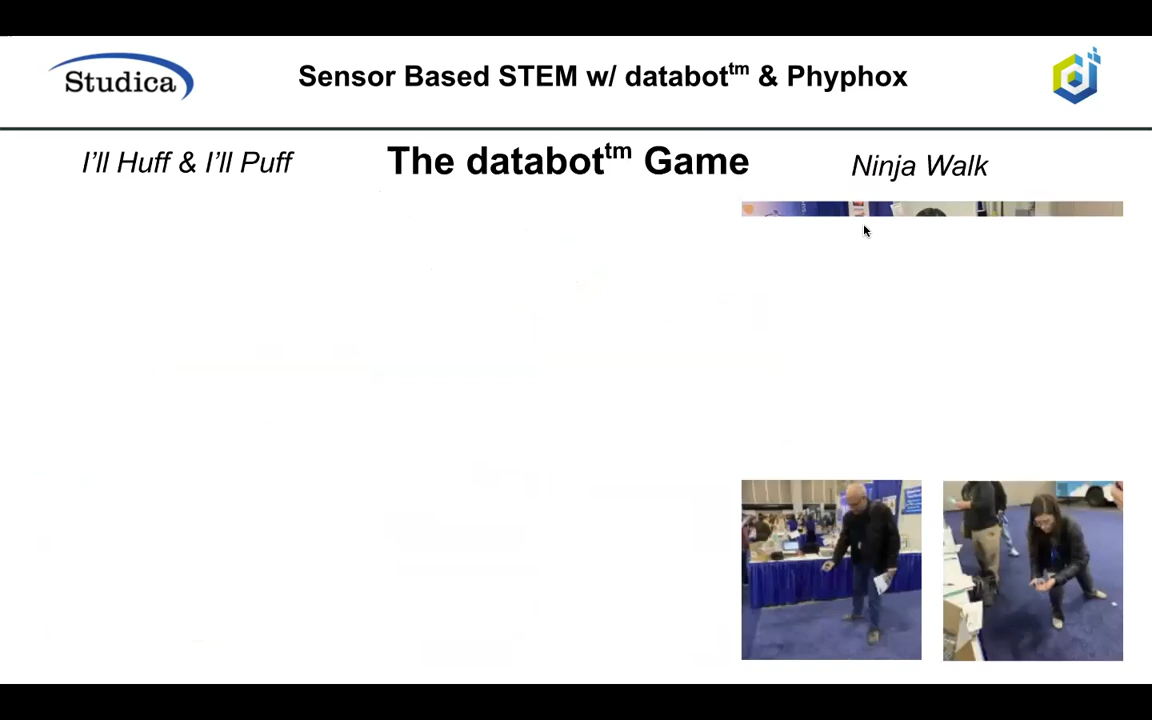 Studica
Sensor Based STEM w/ databot™ & Phyphox
I'll Huff & I'll Puff
The databot™ Game
Ninja Walk